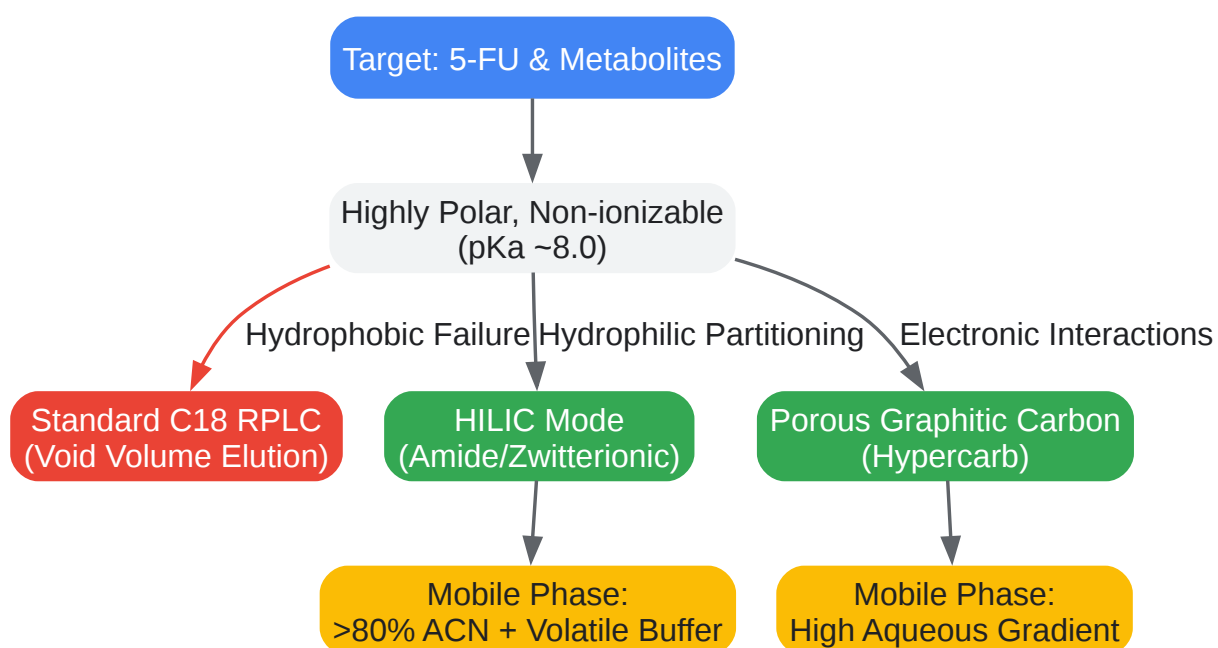 Target: 5-FU & Metabolites
Highly Polar, Non-ionizable
(pKa ~8.0)
Hydrophobic Failure
Hydrophilic Partitioning
Electronic Interactions
Standard C18 RPLC
(Void Volume Elution)
HILIC Mode
(Amide/Zwitterionic)
Porous Graphitic Carbon
(Hypercarb)
Mobile Phase:
>80% ACN + Volatile Buffer
Mobile Phase:
High Aqueous Gradient